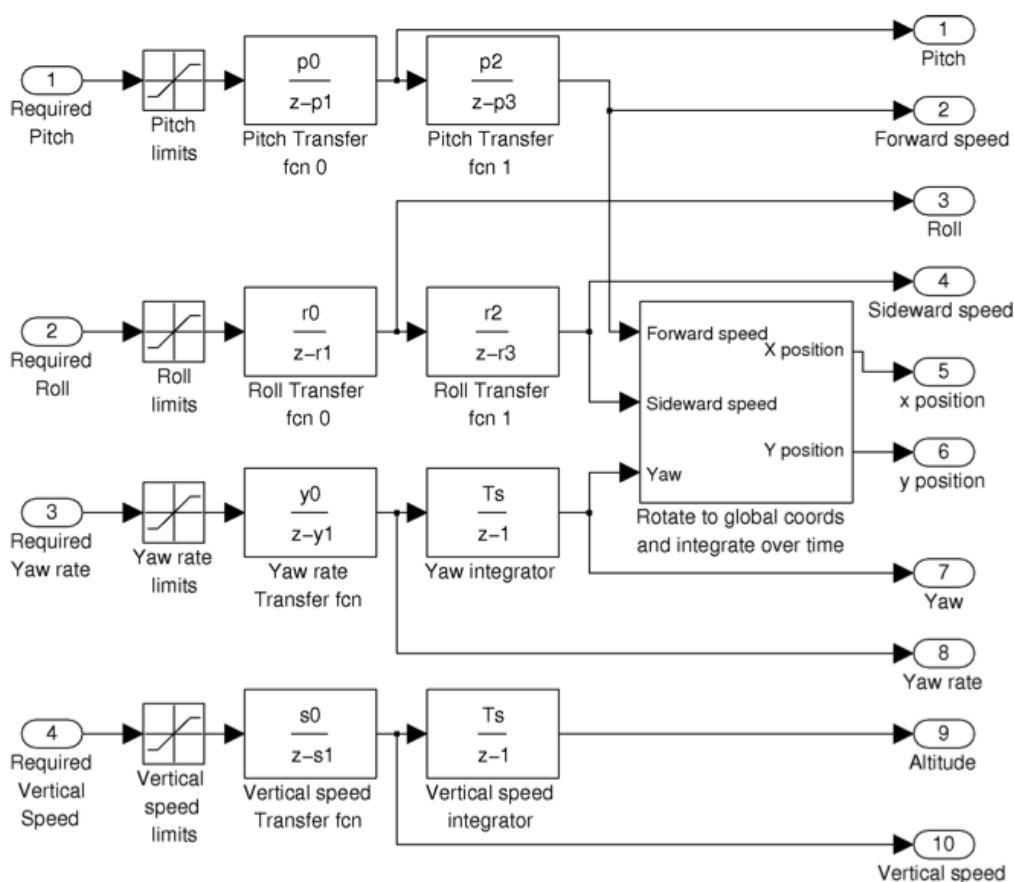 1
Required
Pitch
Pitch
limits
p0
z−p1
Pitch Transfer
fcn 0
p2
z−p3
Pitch Transfer
fcn 1
1
Pitch
2
Forward speed
3
Roll
2
Required
Roll
Roll
limits
r0
z−r1
Roll Transfer
fcn 0
r2
z−r3
Roll Transfer
fcn 1
4
Sideward speed
Forward speed
X position
Sideward speed
Y position
Yaw
Rotate to global coords
and integrate over time
5
x position
6
y position
3
Required
Yaw rate
Yaw rate
limits
y0
z−y1
Yaw rate
Transfer fcn
Ts
z−1
Yaw integrator
7
Yaw
8
Yaw rate
4
Required
Vertical
Speed
Vertical
speed
limits
s0
z−s1
Vertical speed
Transfer fcn
Ts
z−1
Vertical speed
integrator
9
Altitude
10
Vertical speed